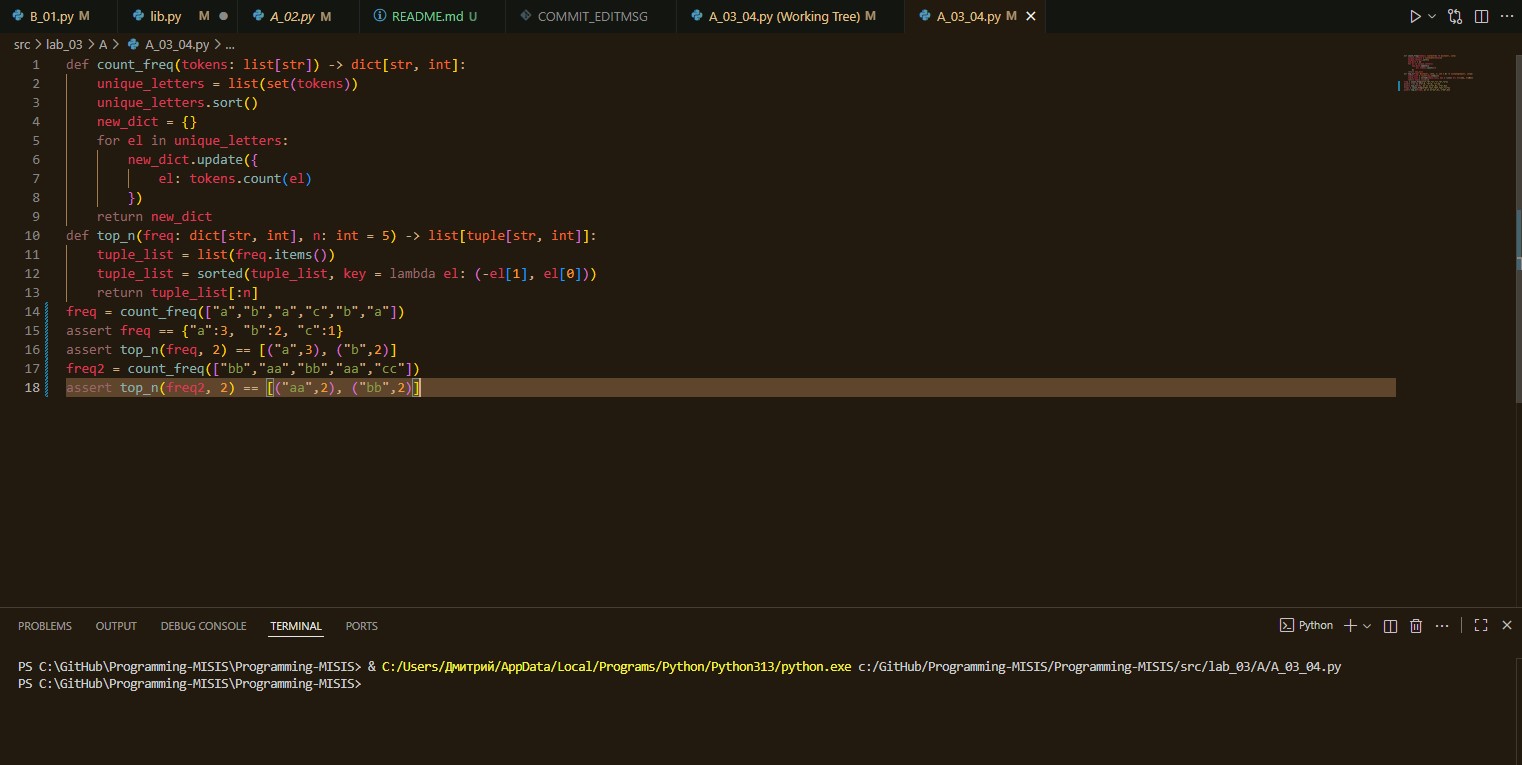 B_01.py M lib.py M A_02.py M README.md U COMMIT_EDITMSG A_03_04.py (Working Tree) M A_03_04.py M
src > lab_03 > A > A_03_04.py > ...
1 def count_freq(tokens: list[str]) -> dict[str, int]:
2     unique_letters = list(set(tokens))
3     unique_letters.sort()
4     new_dict = {}
5     for el in unique_letters:
6         new_dict.update({
7             el: tokens.count(el)
8         })
9     return new_dict
10 def top_n(freq: dict[str, int], n: int = 5) -> list[tuple[str, int]]:
11     tuple_list = list(freq.items())
12     tuple_list = sorted(tuple_list, key = lambda el: (-el[1], el[0]))
13     return tuple_list[:n]
14 freq = count_freq(["a","b","a","c","b","a"])
15 assert freq == {"a":3, "b":2, "c":1}
16 assert top_n(freq, 2) == [("a",3), ("b",2)]
17 freq2 = count_freq(["bb","aa","bb","aa","cc"])
18 assert top_n(freq2, 2) == [("aa",2), ("bb",2)]
PROBLEMS OUTPUT DEBUG CONSOLE TERMINAL PORTS Python
PS C:\GitHub\Programming-MISIS\Programming-MISIS> & C:/Users/Дмитрий/AppData/Local/Programs/Python/Python313/python.exe c:/GitHub/Programming-MISIS/Programming-MISIS/src/lab_03/A/A_03_04.py
PS C:\GitHub\Programming-MISIS\Programming-MISIS>